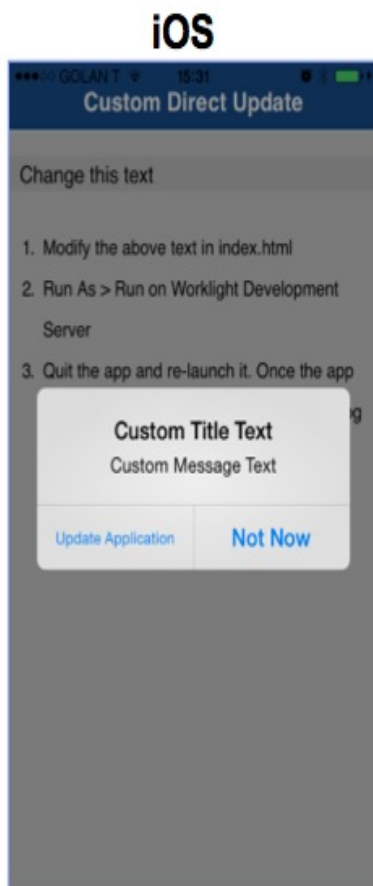 iOS
GOLAN T 15:31
Custom Direct Update
Change this text
1. Modify the above text in index.html
2. Run As > Run on Worklight Development
Server
3. Quit the app and re-launch it. Once the app
Custom Title Text
Custom Message Text
Update Application Not Now